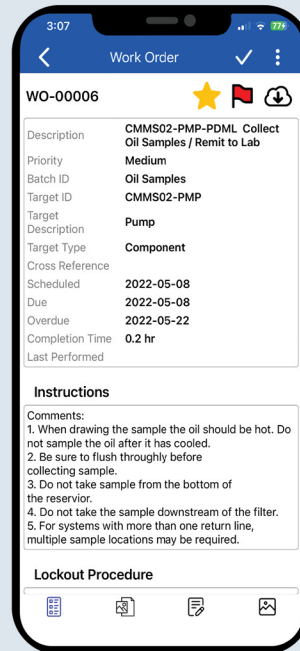 3:07
77
Work Order
WO-00006
Description CMMS02-PMP-PDML Collect
Oil Samples / Remit to Lab
Priority Medium
Batch ID Oil Samples
Target ID CMMS02-PMP
Target
Description Pump
Target Type Component
Cross Reference
Scheduled 2022-05-08
Due 2022-05-08
Overdue 2022-05-22
Completion Time 0.2 hr
Last Performed
Instructions
Comments:
1. When drawing the sample the oil should be hot. Do
not sample the oil after it has cooled.
2. Be sure to flush throughly before
collecting sample.
3. Do not take sample from the bottom of
the reservior.
4. Do not take the sample downstream of the filter.
5. For systems with more than one return line,
multiple sample locations may be required.
Lockout Procedure